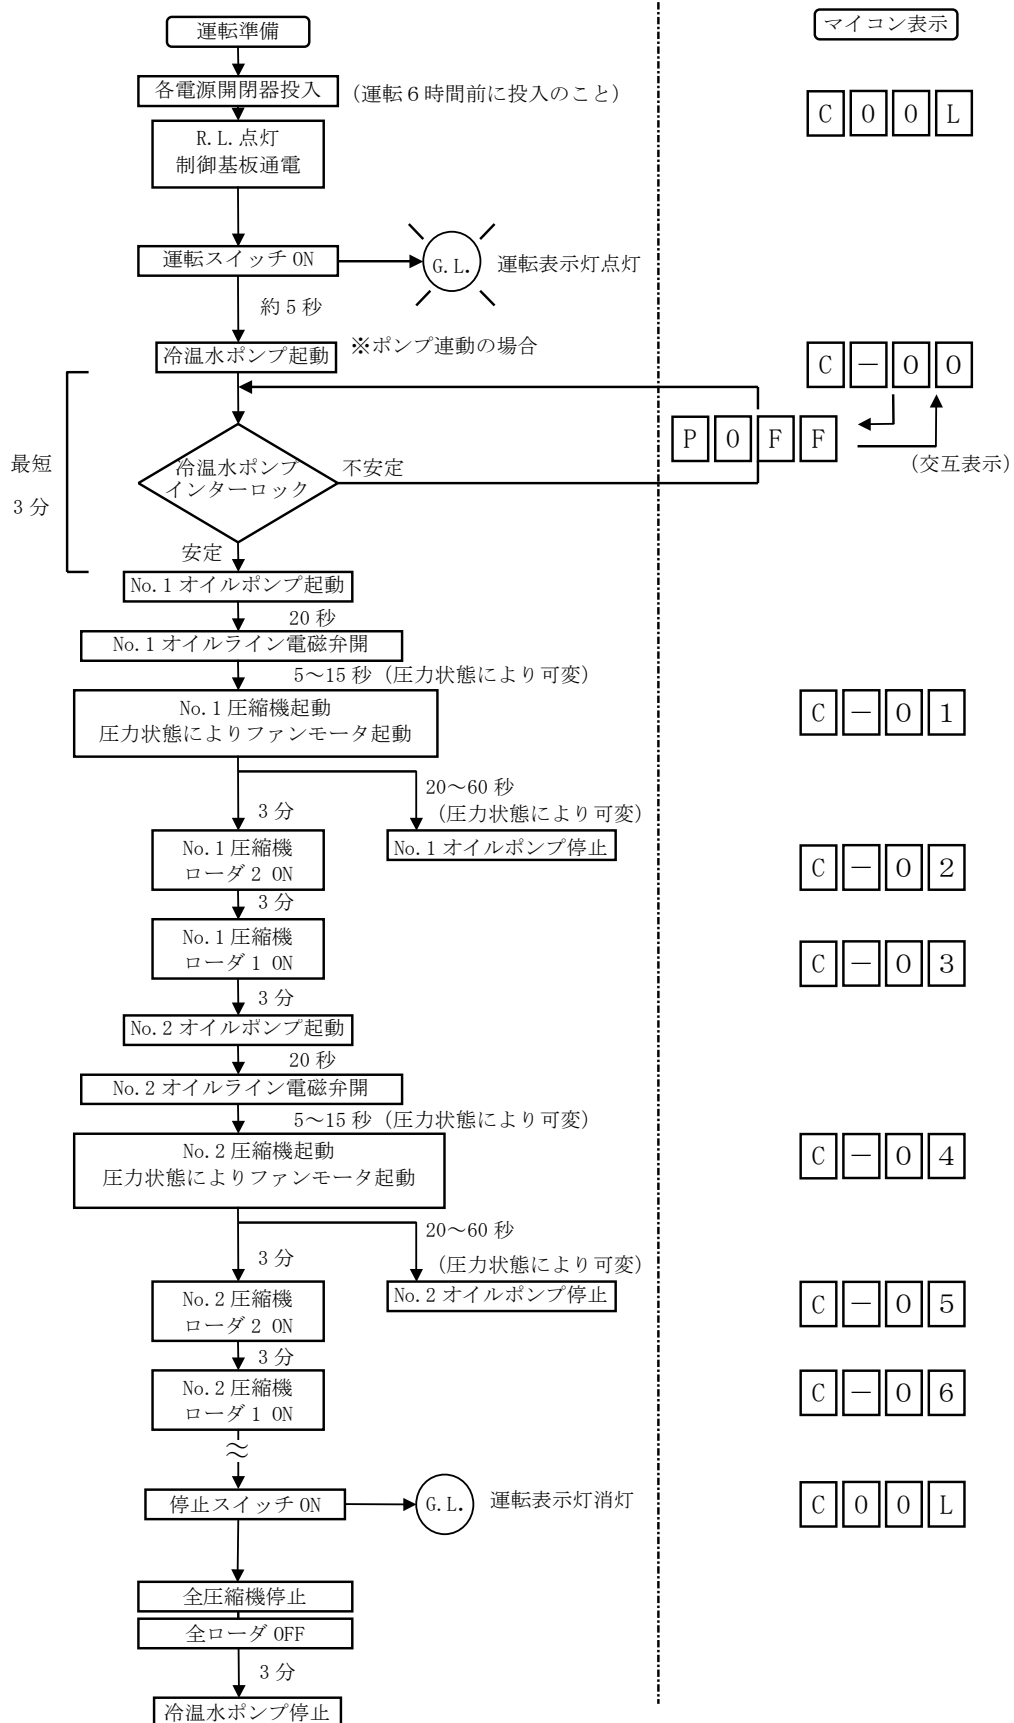 運転準備
マイコン表示
各電源開閉器投入
(運転6時間前に投入のこと)
C O O L
R.L.点灯
制御基板通電
運転スイッチ ON
G.L.
運転表示灯点灯
約5秒
冷温水ポンプ起動
※ポンプ連動の場合
C － 0 0
P O F F
(交互表示)
最短
3分
冷温水ポンプ
インターロック
不安定
安定
No.1オイルポンプ起動
20秒
No.1オイルライン電磁弁開
5～15秒(圧力状態により可変)
No.1圧縮機起動
圧力状態によりファンモータ起動
C － 0 1
20～60秒
(圧力状態により可変)
3分
No.1オイルポンプ停止
No.1圧縮機
ローダ2 ON
C － 0 2
3分
No.1圧縮機
ローダ1 ON
C － 0 3
3分
No.2オイルポンプ起動
20秒
No.2オイルライン電磁弁開
5～15秒(圧力状態により可変)
No.2圧縮機起動
圧力状態によりファンモータ起動
C － 0 4
20～60秒
(圧力状態により可変)
3分
No.2オイルポンプ停止
No.2圧縮機
ローダ2 ON
C － 0 5
3分
No.2圧縮機
ローダ1 ON
C － 0 6
停止スイッチ ON
G.L.
運転表示灯消灯
C O O L
全圧縮機停止
全ローダ OFF
3分
冷温水ポンプ停止